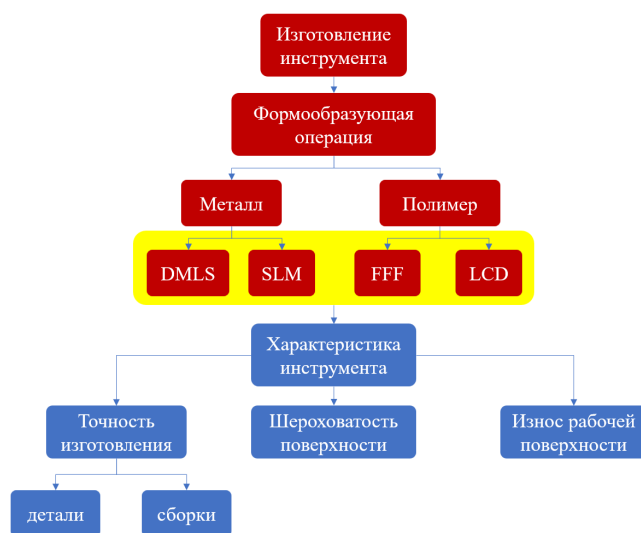 Изготовление
инструмента
Формообразующая
операция
Металл
Полимер
DMLS
SLM
FFF
LCD
Характеристика
инструмента
Точность
изготовления
Шероховатость
поверхности
Износ рабочей
поверхности
детали
сборки